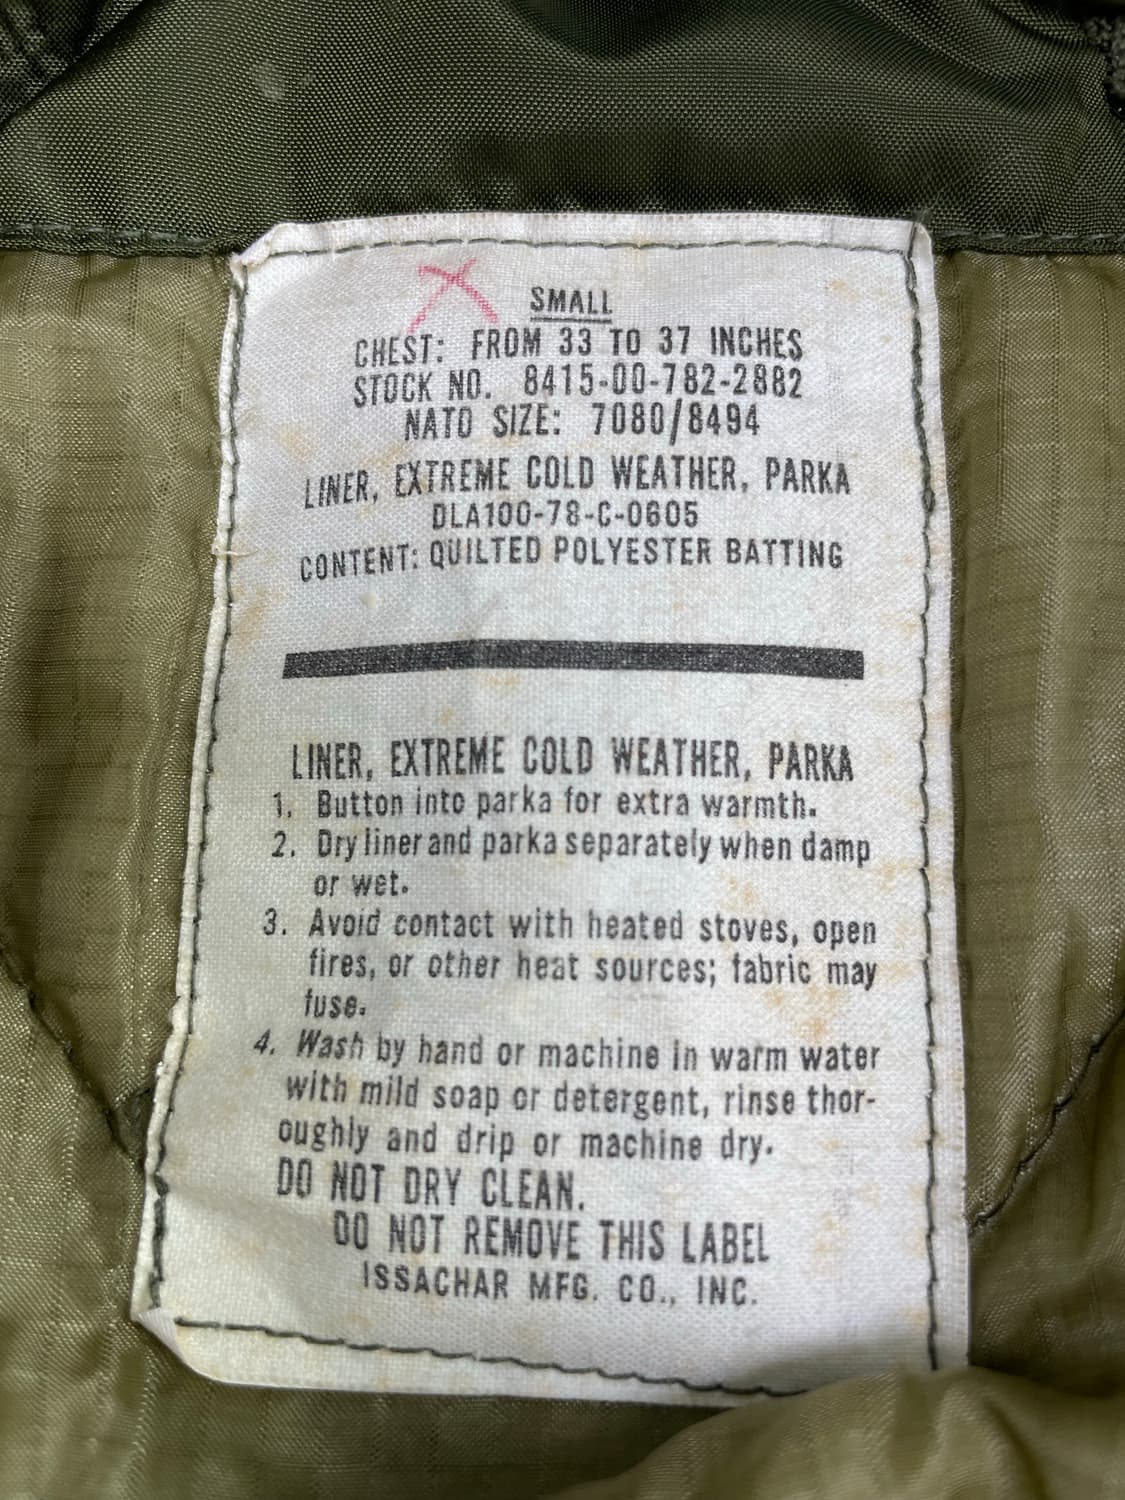 SMALL
CHEST: FROM 33 TO 37 INCHES
STOCK NO. 8415-00-782-2882
NATO SIZE: 7080/8494
LINER, EXTREME COLD WEATHER, PARKA
DLA100-78-C-0605
CONTENT: QUILTED POLYESTER BATTING
LINER, EXTREME COLD WEATHER, PARKA
1. Button into parka for extra warmth.
2. Dry liner and parka separately when damp
or wet.
3. Avoid contact with heated stoves, open
fires, or other heat sources; fabric may
fuse.
4. Wash by hand or machine in warm water
with mild soap or detergent, rinse thor-
oughly and drip or machine dry.
DO NOT DRY CLEAN.
DO NOT REMOVE THIS LABEL
ISSACHAR MFG. CO., INC.